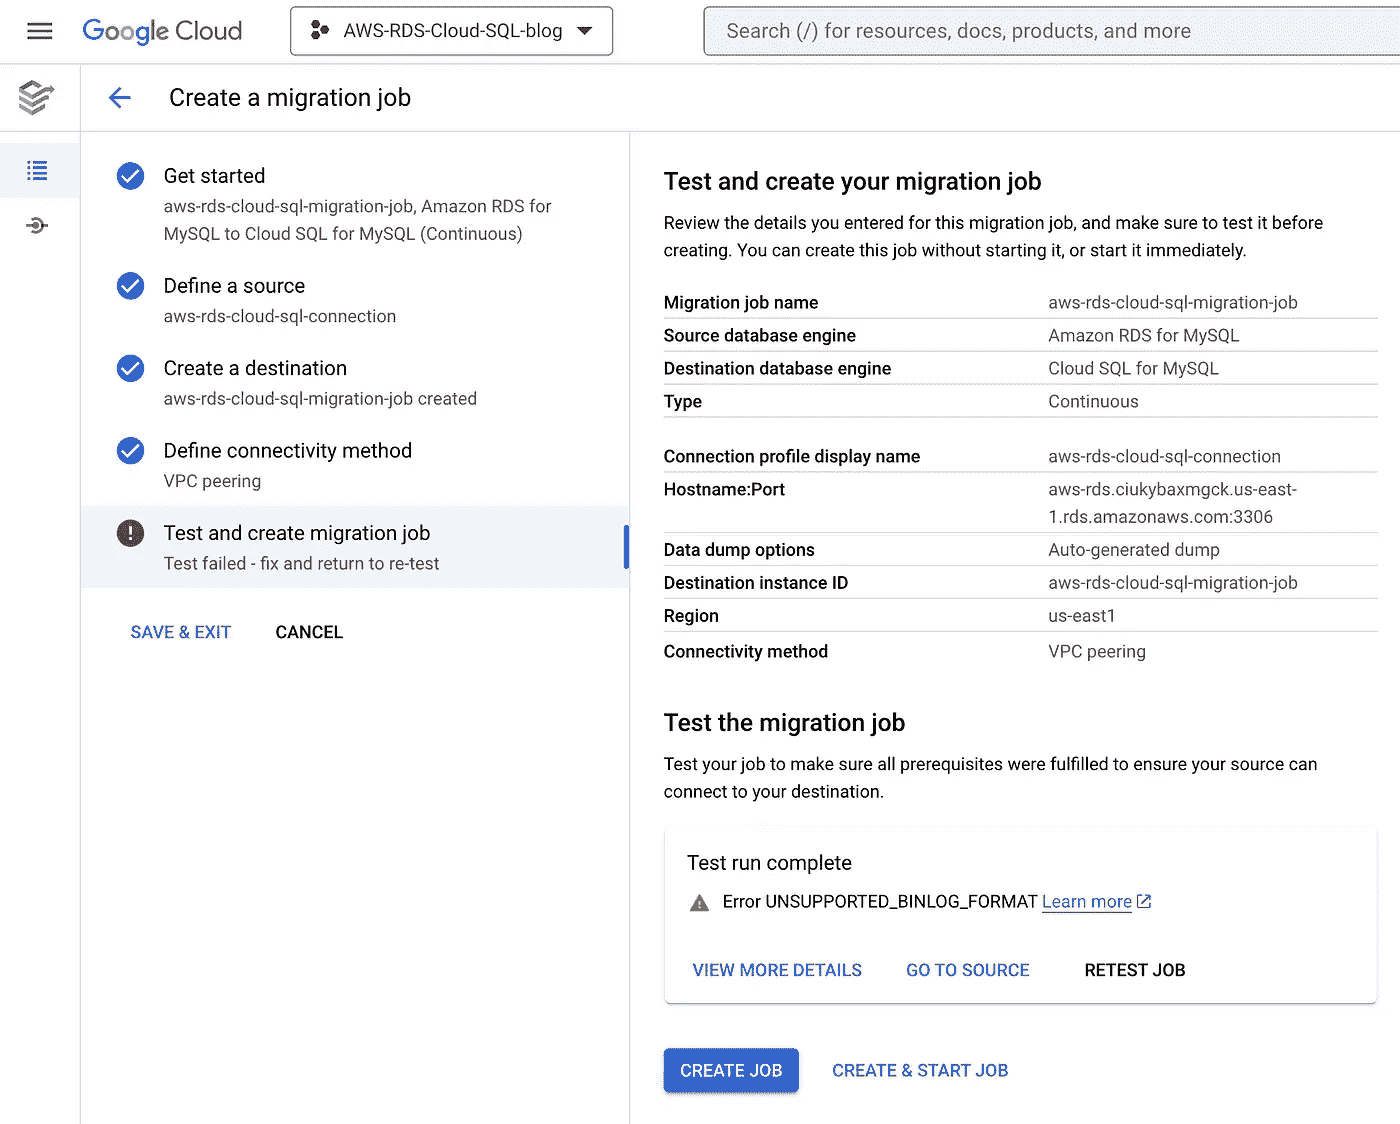 Google Cloud
AWS-RDS-Cloud-SQL-blog
Search (/) for resources, docs, products, and more
Create a migration job
Get started
aws-rds-cloud-sql-migration-job, Amazon RDS for
MySQL to Cloud SQL for MySQL (Continuous)
Define a source
aws-rds-cloud-sql-connection
Create a destination
aws-rds-cloud-sql-migration-job created
Define connectivity method
VPC peering
Test and create migration job
Test failed - fix and return to re-test
SAVE & EXIT CANCEL
Test and create your migration job
Review the details you entered for this migration job, and make sure to test it before
creating. You can create this job without starting it, or start it immediately.
Migration job name aws-rds-cloud-sql-migration-job
Source database engine Amazon RDS for MySQL
Destination database engine Cloud SQL for MySQL
Type Continuous
Connection profile display name aws-rds-cloud-sql-connection
Hostname:Port aws-rds.ciukybaxmgck.us-east-
1.rds.amazonaws.com:3306
Data dump options Auto-generated dump
Destination instance ID aws-rds-cloud-sql-migration-job
Region us-east1
Connectivity method VPC peering
Test the migration job
Test your job to make sure all prerequisites were fulfilled to ensure your source can
connect to your destination.
Test run complete
Error UNSUPPORTED_BINLOG_FORMAT Learn more
VIEW MORE DETAILS GO TO SOURCE RETEST JOB
CREATE JOB CREATE & START JOB